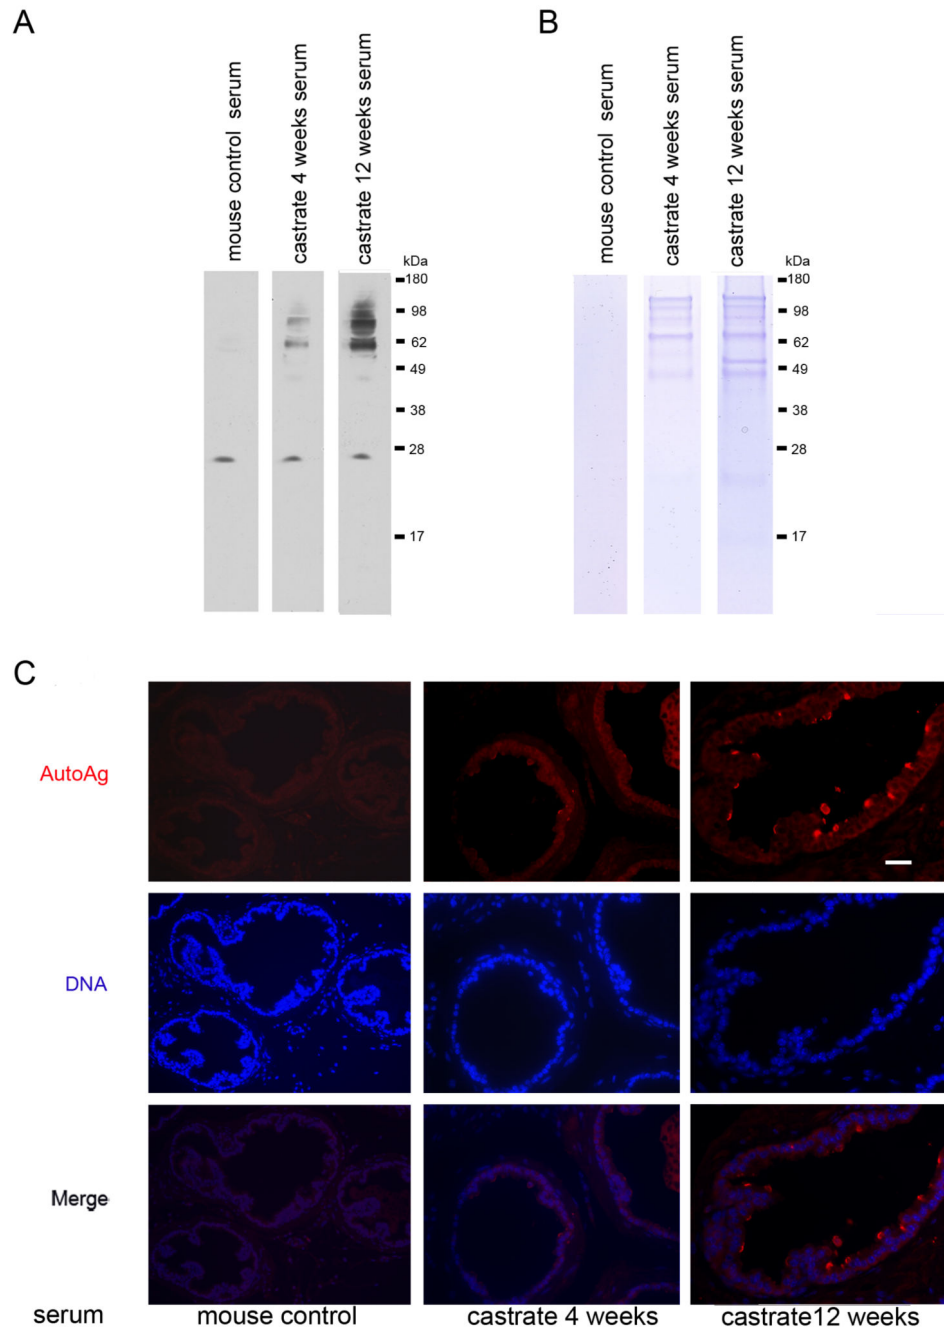 A
B
mouse control serum
castrate 4 weeks serum
castrate 12 weeks serum
kDa
180
98
62
49
38
28
17
mouse control serum
castrate 4 weeks serum
castrate 12 weeks serum
kDa
180
98
62
49
38
28
17
C
AutoAg
DNA
Merge
serum
mouse control
castrate 4 weeks
castrate12 weeks